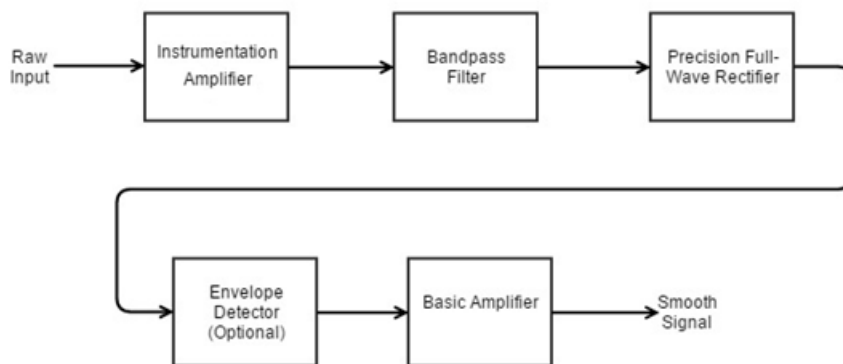 Raw
Input
Instrumentation
Amplifier
Bandpass
Filter
Precision Full-
Wave Rectifier
Envelope
Detector
(Optional)
Basic Amplifier
Smooth
Signal